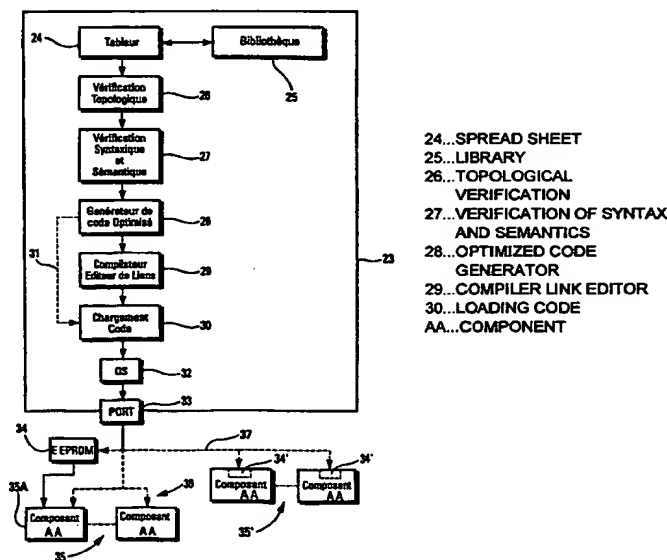 24
Tableur
Bibliothèque
25
Vérification
Topologique
26
Vérification
Syntaxique
et
Sémantique
27
Générateur de
code Optimisé
28
31
Compilateur
Editeur de Liens
29
23
Chargement
Code
30
OS
32
PORT
33
34
E EPROM
37
34'
34'
35A
Composant
AA
Composant
AA
36
Composant
AA
Composant
AA
35
35'
24...SPREAD SHEET
25...LIBRARY
26...TOPOLOGICAL
VERIFICATION
27...VERIFICATION OF SYNTAX
AND SEMANTICS
28...OPTIMIZED CODE
GENERATOR
29...COMPILER LINK EDITOR
30...LOADING CODE
AA...COMPONENT